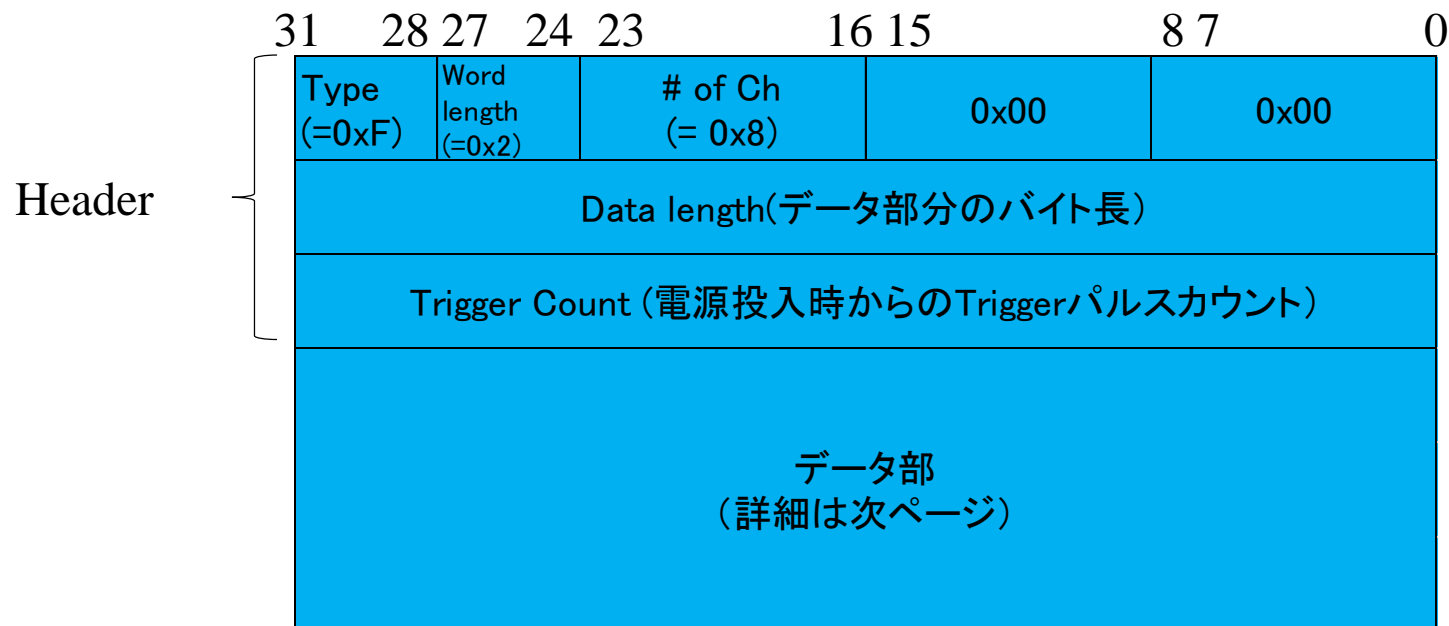 31 28 27 24 23 16 15 8 7 0
Type
(=0xF)
Word
length
(=0x2)
# of Ch
(= 0x8)
0x00
0x00
Header
Data length(データ部分のバイト長)
Trigger Count (電源投入時からのTriggerパルスカウント)
データ部
(詳細は次ページ)